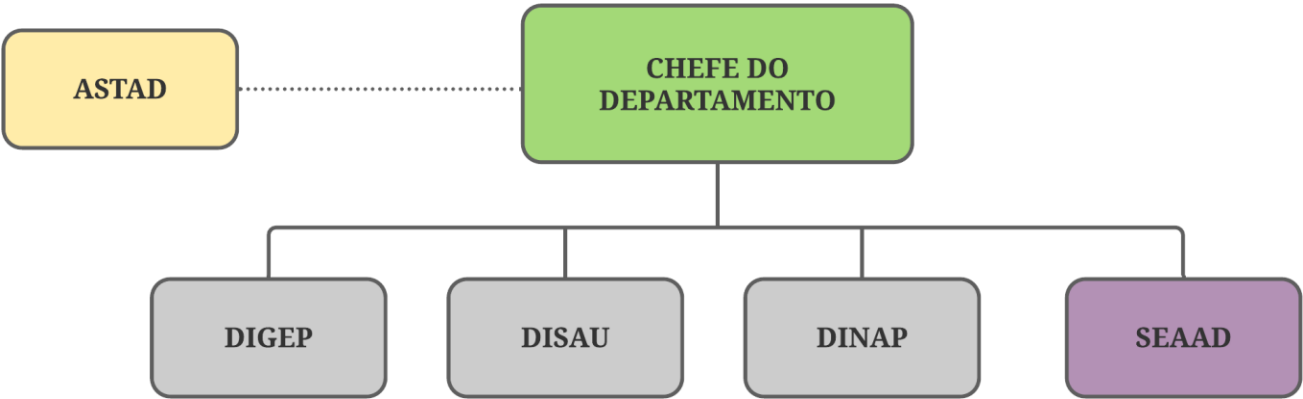 CHEFE DO
DEPARTAMENTO
ASTAD
DIGEP
DISAU
DINAP
SEAAD